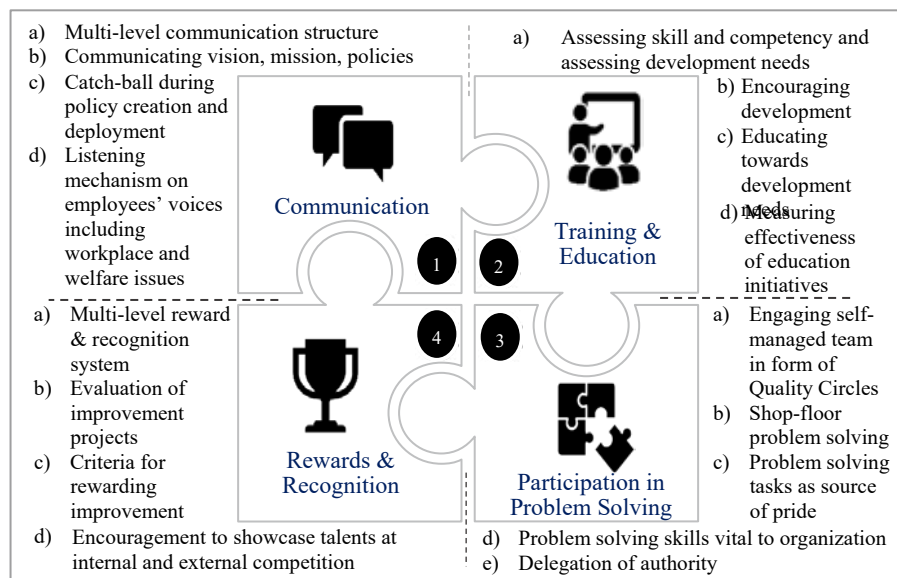 a) Multi-level communication structure
b) Communicating vision, mission, policies
c) Catch-ball during
policy creation and
deployment
d) Listening
mechanism on
employees’ voices
including
workplace and
welfare issues
Communication
1
a) Assessing skill and competency and
assessing development needs
b) Encouraging
development
c) Educating
towards
development
needs
d) Measuring
effectiveness
of education
initiatives
Training &
Education
2
a) Multi-level reward
& recognition
system
b) Evaluation of
improvement
projects
c) Criteria for
rewarding
improvement
d) Encouragement to showcase talents at
internal and external competition
Rewards &
Recognition
4
a) Engaging self-
managed team
in form of
Quality Circles
b) Shop-floor
problem solving
c) Problem solving
tasks as source
of pride
d) Problem solving skills vital to organization
e) Delegation of authority
Participation in
Problem Solving
3